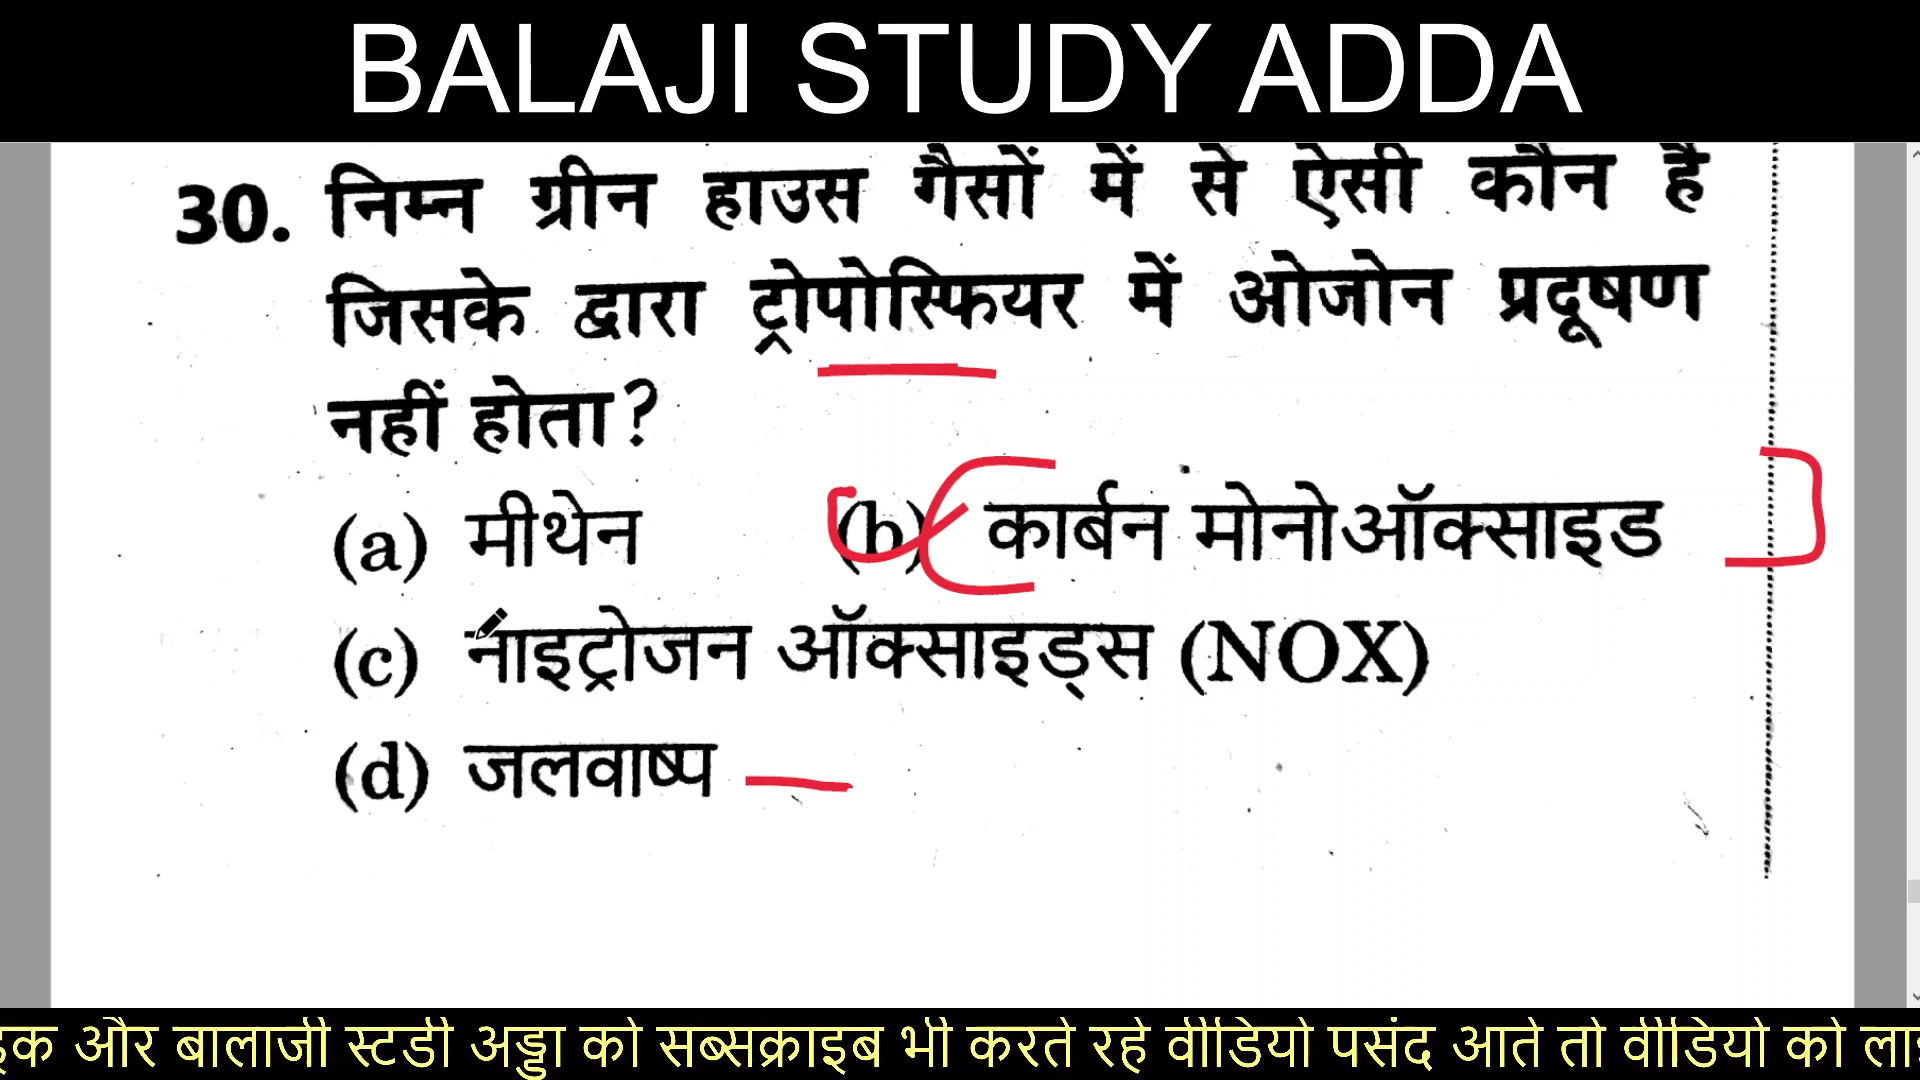 BALAJI STUDY ADDA
30. निम्न ग्रीन हाउस गैसों में से ऐसी कौन है
जिसके द्वारा ट्रोपोस्फियर में ओजोन प्रदूषण
नहीं होता?
(a) मीथेन (b) कार्बन मोनोऑक्साइड
(c) नाइट्रोजन ऑक्साइड्स (NOX)
(d) जलवाष्प
और बालाजी स्टडी अड्डा को सब्सक्राइब भी करते रहे वीडियो पसंद आते तो वीडियो को